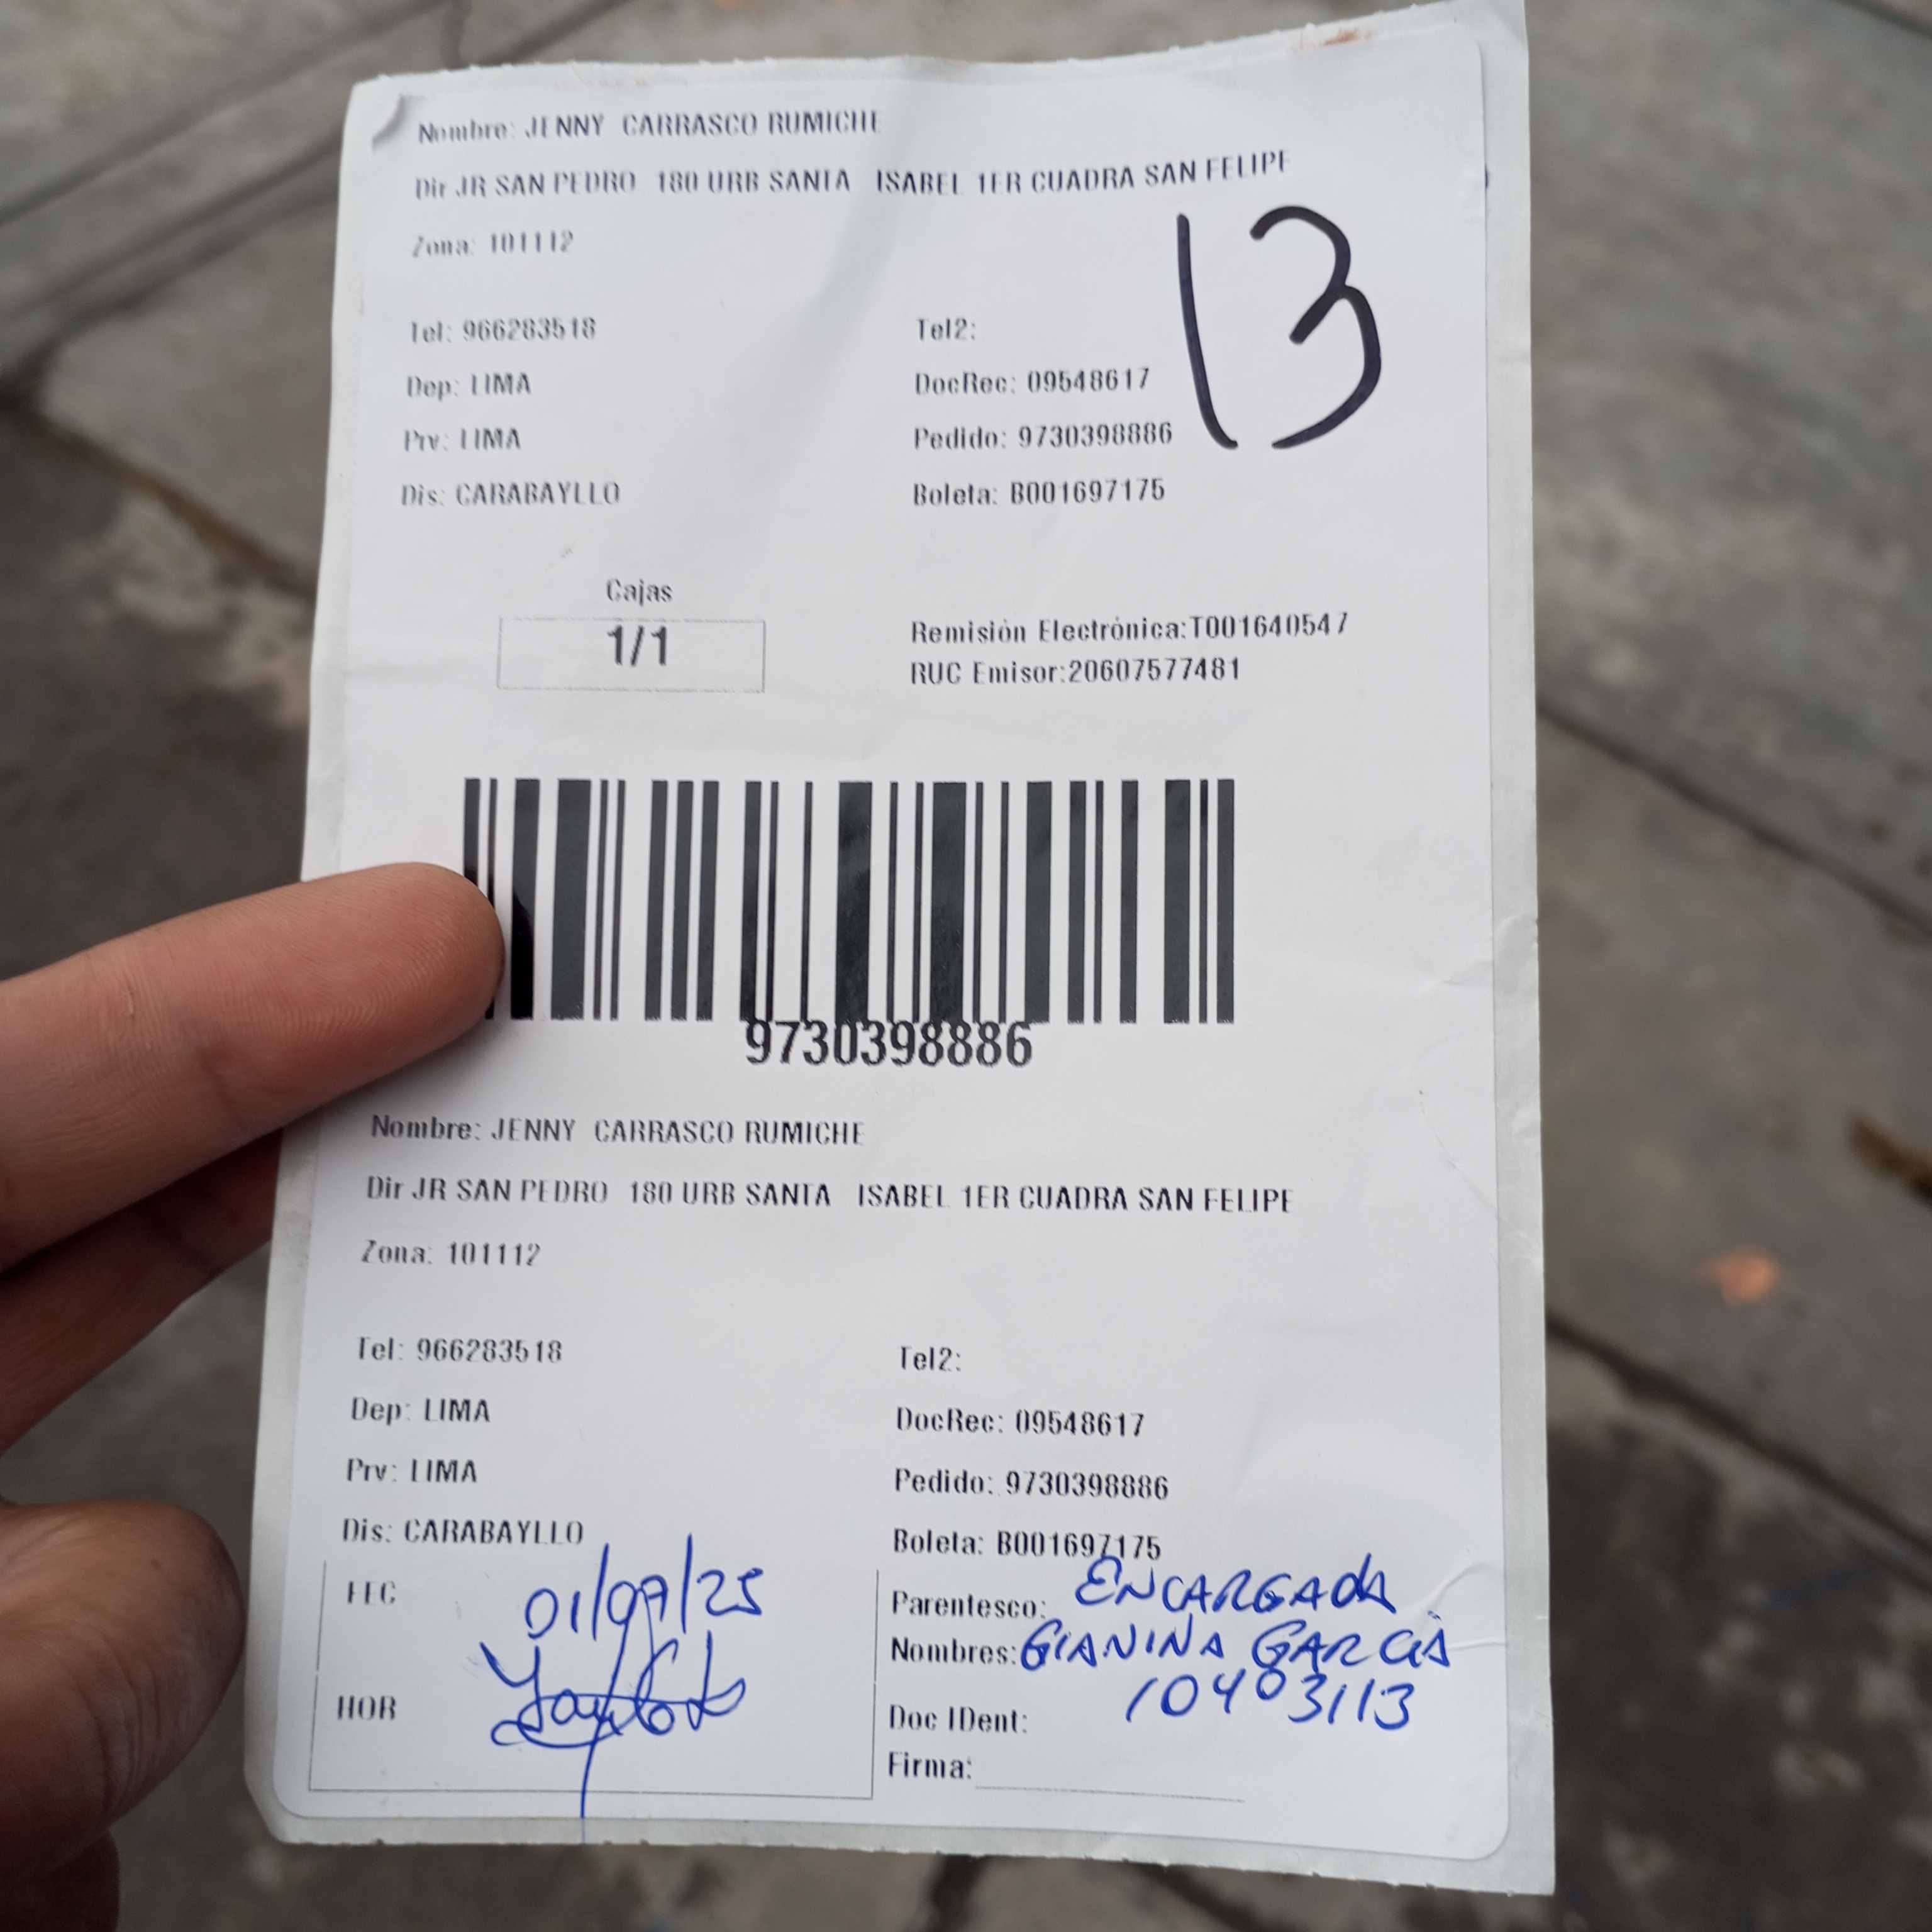 Nombre: JENNY CARRASCO RUMICHE
Dir JR SAN PEDRO 180 URB SANTA ISABEL 1ER CUADRA SAN FELIPE
Zona: 101112
13
Tel: 966283518
Tel2:
Dep: LIMA
DocRec: 09548617
Prv: LIMA
Pedido: 9730398886
Dis: CARABAYLLO
Boleta: B001697175
Cajas
1/1
Remisión Electrónica:T001640547
RUC Emisor:20607577481
9730398886
Nombre: JENNY CARRASCO RUMICHE
Dir JR SAN PEDRO 180 URB SANTA ISABEL 1ER CUADRA SAN FELIPE
Zona: 101112
Tel: 966283518
Tel2:
Dep: LIMA
DocRec: 09548617
Prv: LIMA
Pedido: 9730398886
Dis: CARABAYLLO
Boleta: B001697175
FEC 01/09/25
HOR
Parentesco: ENCARGADA
Nombres: GIANINA GARCIA
Doc IDent: 10403113
Firma: